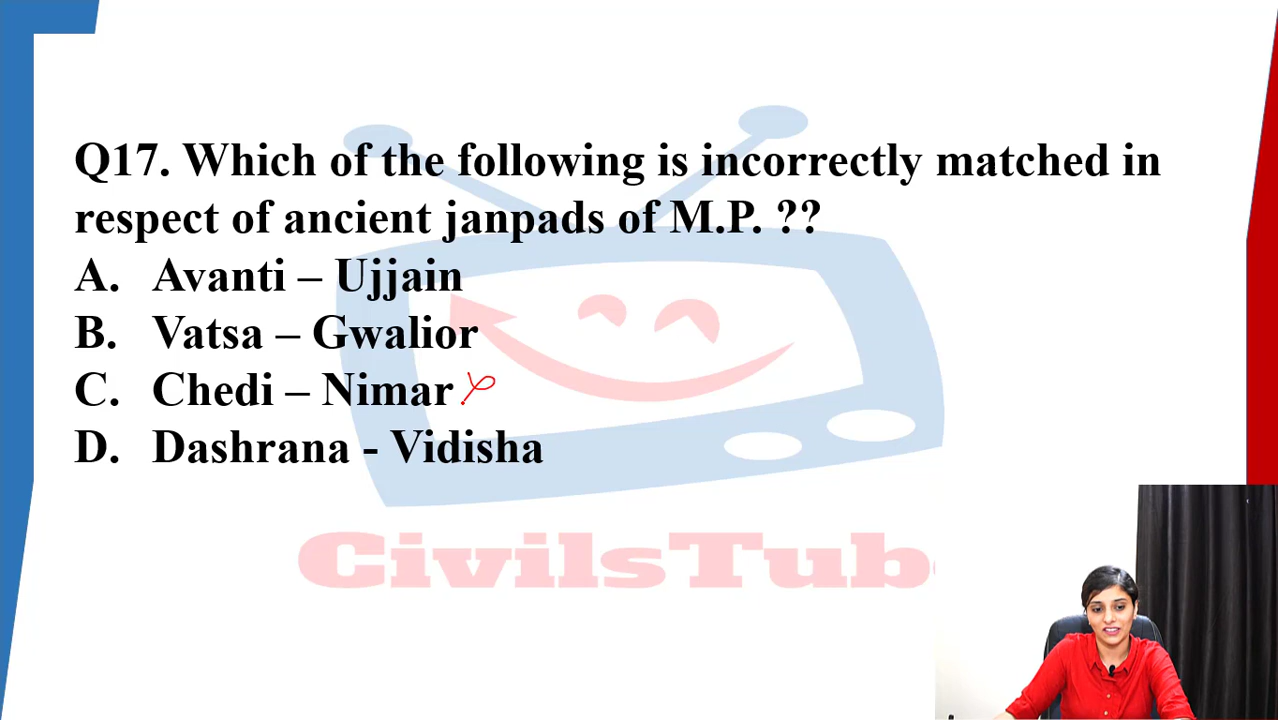 Q17. Which of the following is incorrectly matched in
respect of ancient janpads of M.P. ??
A. Avanti – Ujjain
B. Vatsa – Gwalior
C. Chedi – Nimar
D. Dashrana - Vidisha
CivilsTube